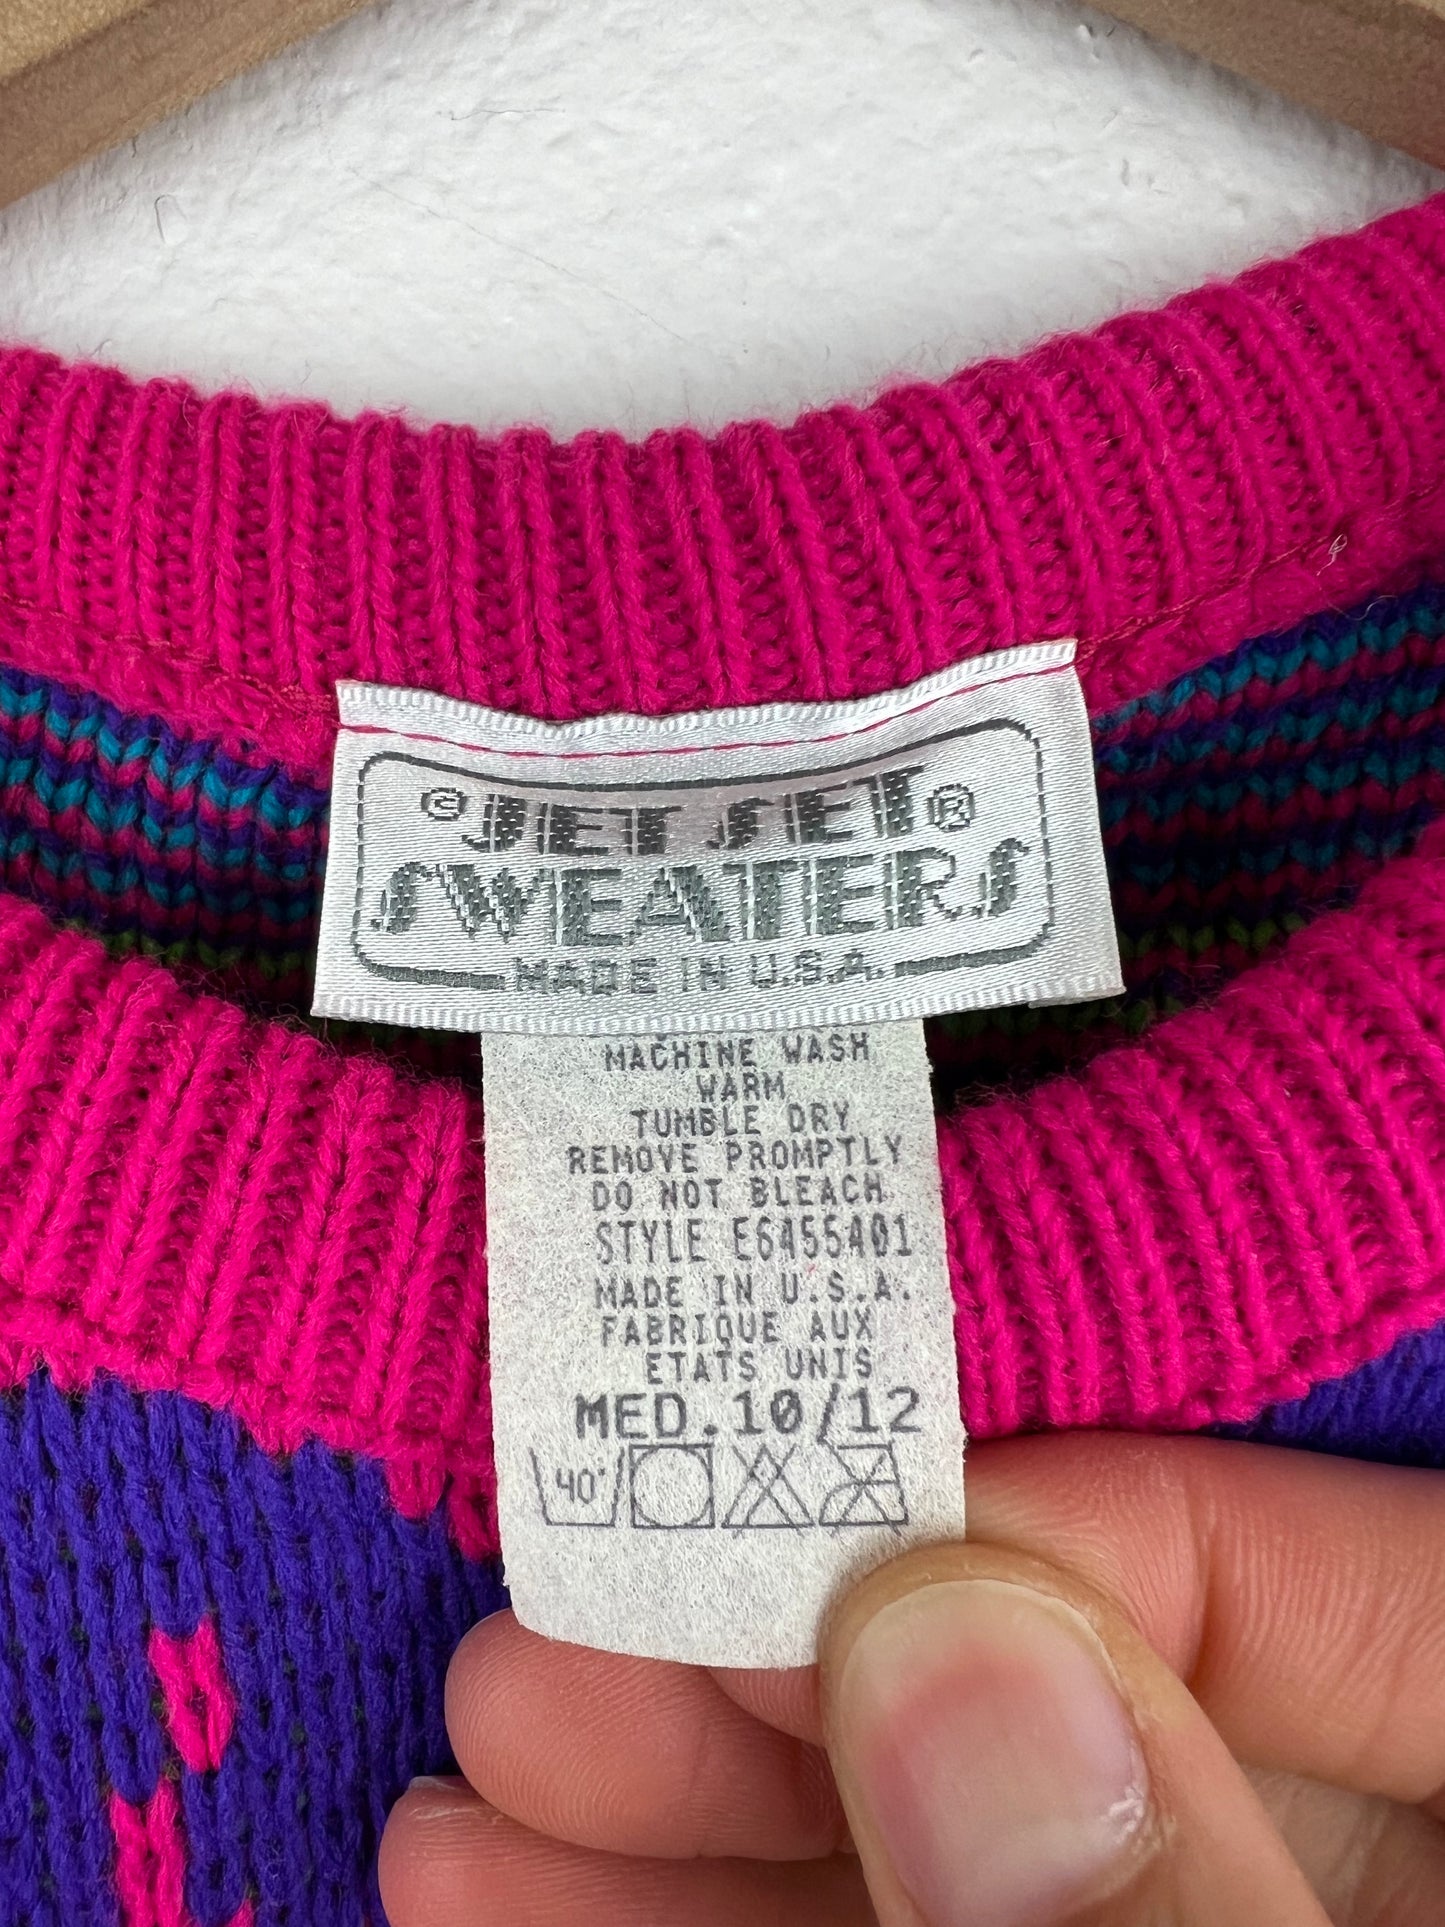 © JET SET ®
SWEATERS
MADE IN U.S.A.
MACHINE WASH
WARM
TUMBLE DRY
REMOVE PROMPTLY
DO NOT BLEACH
STYLE E6455401
MADE IN U.S.A.
FABRIQUE AUX
ETATS UNIS
MED.10/12
40°